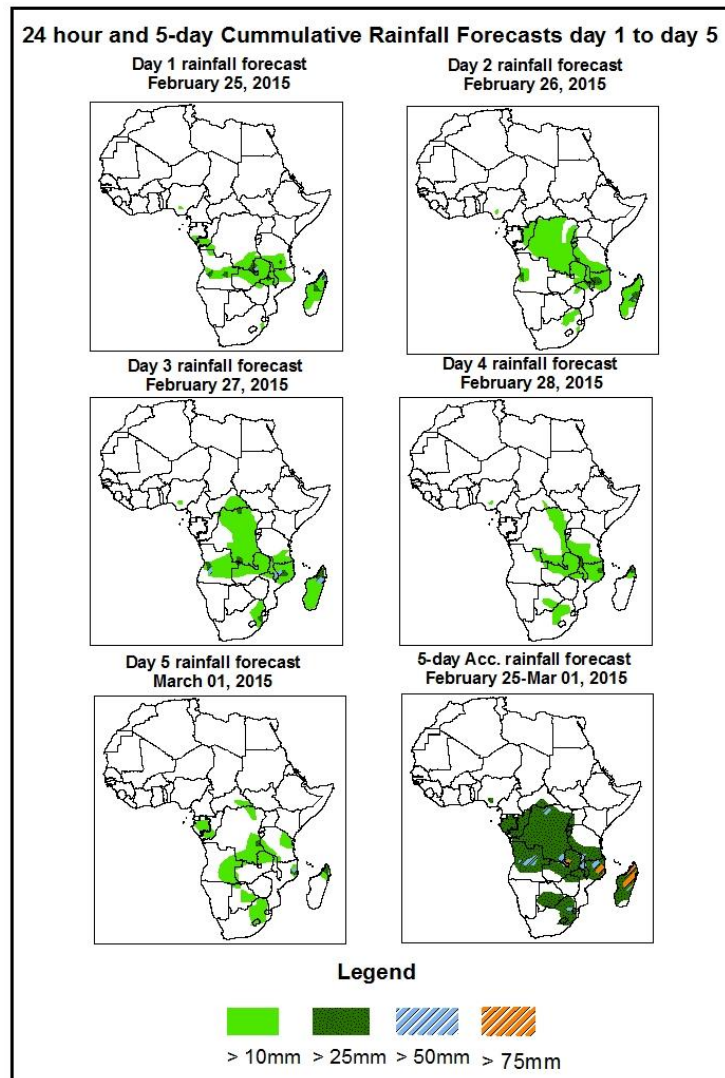 24 hour and 5-day Cummulative Rainfall Forecasts day 1 to day 5
Day 1 rainfall forecast
February 25, 2015
Day 2 rainfall forecast
February 26, 2015
Day 3 rainfall forecast
February 27, 2015
Day 4 rainfall forecast
February 28, 2015
Day 5 rainfall forecast
March 01, 2015
5-day Acc. rainfall forecast
February 25-Mar 01, 2015
Legend
> 10mm > 25mm > 50mm > 75mm